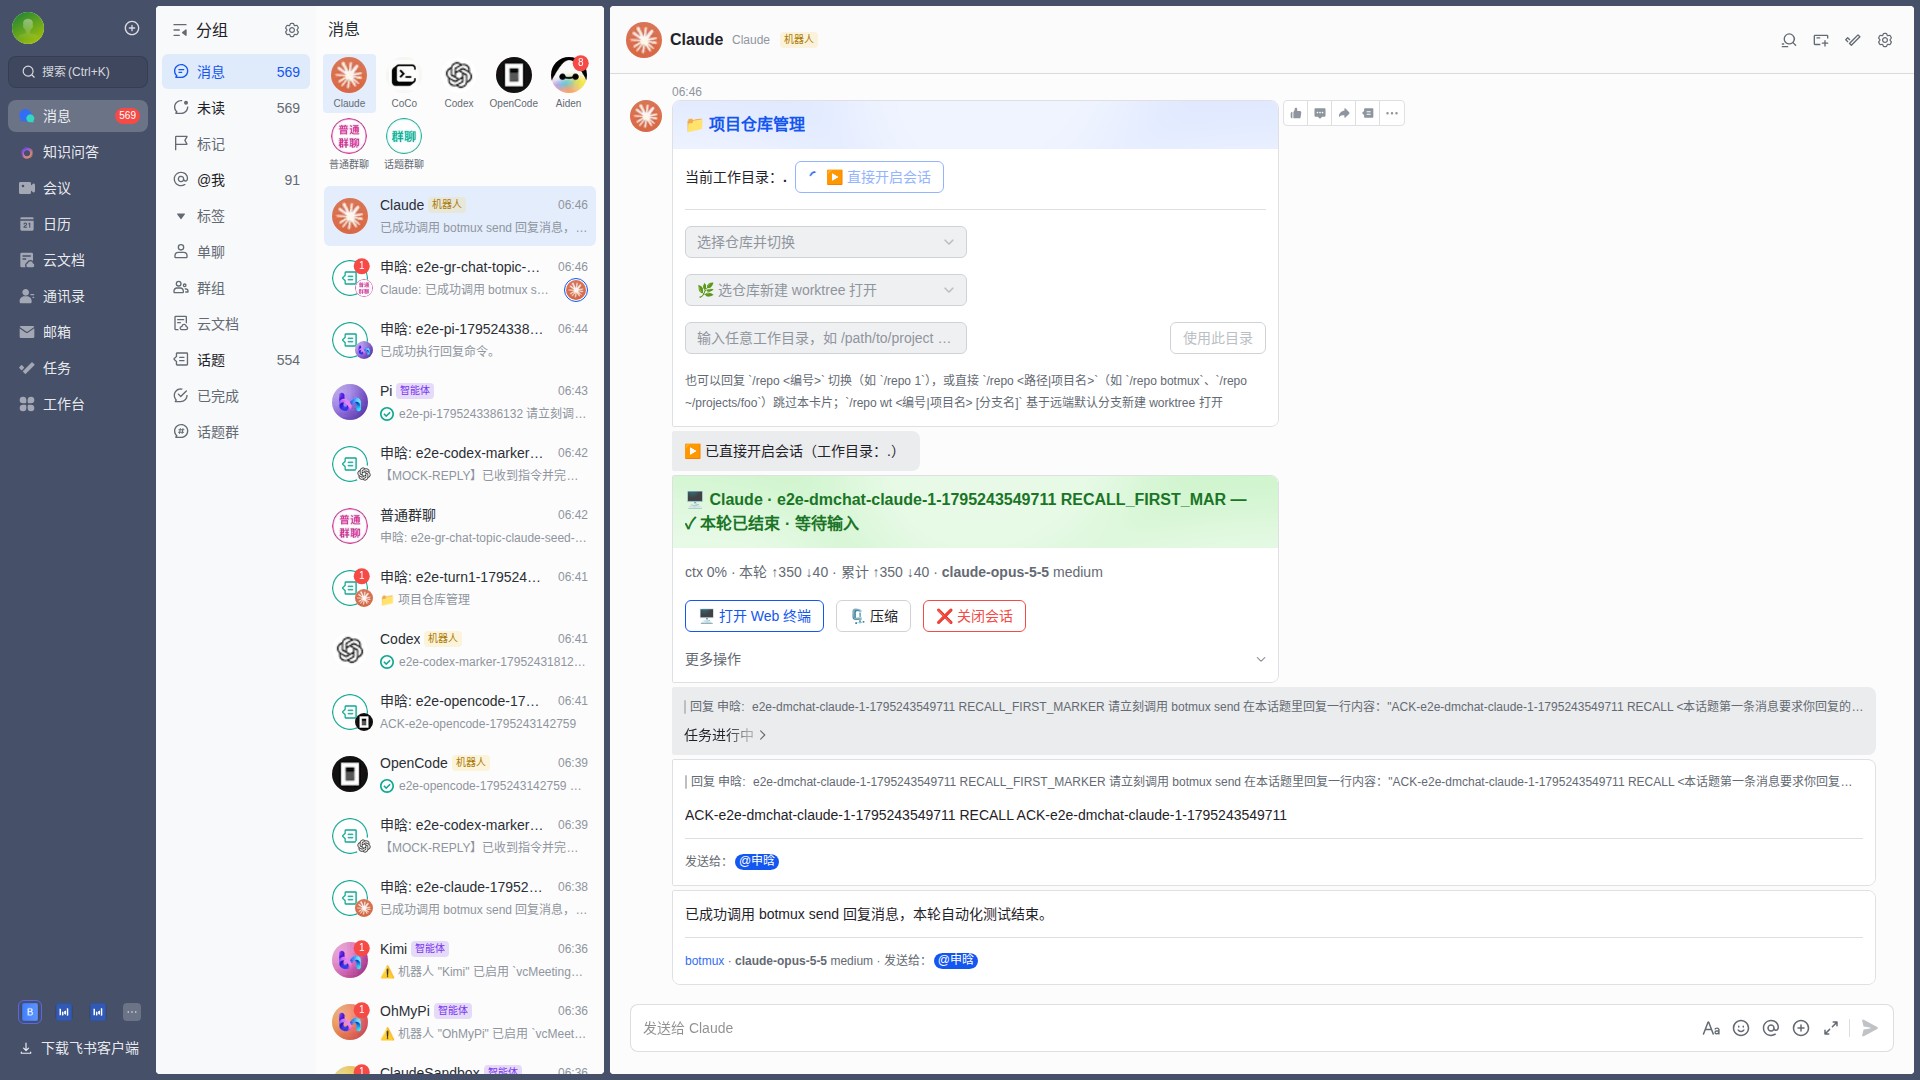 搜索 (Ctrl+K)
消息 569
知识问答
会议
日历
云文档
通讯录
邮箱
任务
工作台
下载飞书客户端
分组
消息 569
未读 569
标记
@我 91
标签
单聊
群组
云文档
话题 554
已完成
话题群
消息
Claude
CoCo
Codex
OpenCode
8
Aiden
普通群聊
普通群聊
群聊
话题群聊
Claude 机器人 06:46
已成功调用 botmux send 回复消息，…
1 申晗: e2e-gr-chat-topic-… 06:46
Claude: 已成功调用 botmux s…
申晗: e2e-pi-179524338… 06:44
已成功执行回复命令。
Pi 智能体 06:43
e2e-pi-1795243386132 请立刻调…
申晗: e2e-codex-marker… 06:42
【MOCK-REPLY】已收到指令并完…
普通群聊
普通群聊 06:42
申晗: e2e-gr-chat-topic-claude-seed-…
1 申晗: e2e-turn1-179524… 06:41
📁 项目仓库管理
Codex 机器人 06:41
e2e-codex-marker-17952431812…
申晗: e2e-opencode-17… 06:41
ACK-e2e-opencode-1795243142759
OpenCode 机器人 06:39
e2e-opencode-1795243142759 …
申晗: e2e-codex-marker… 06:39
【MOCK-REPLY】已收到指令并完…
申晗: e2e-claude-17952… 06:38
已成功调用 botmux send 回复消息，…
1 Kimi 智能体 06:36
⚠️ 机器人 "Kimi" 已启用 `vcMeeting…
1 OhMyPi 智能体 06:36
⚠️ 机器人 "OhMyPi" 已启用 `vcMeet…
1 ClaudeSandbox 智能体 06:36
Claude Claude 机器人
06:46
📁 项目仓库管理
当前工作目录：. ▶️ 直接开启会话
选择仓库并切换
🌿 选仓库新建 worktree 打开
输入任意工作目录，如 /path/to/project … 使用此目录
也可以回复 `/repo <编号>` 切换（如 `/repo 1`），或直接 `/repo <路径|项目名>`（如 `/repo botmux`、`/repo
~/projects/foo`）跳过本卡片；`/repo wt <编号|项目名> [分支名]` 基于远端默认分支新建 worktree 打开
▶️ 已直接开启会话（工作目录：.）
🖥️ Claude · e2e-dmchat-claude-1-1795243549711 RECALL_FIRST_MAR —
✓ 本轮已结束 · 等待输入
ctx 0% · 本轮 ↑350 ↓40 · 累计 ↑350 ↓40 · claude-opus-5-5 medium
🖥️ 打开 Web 终端 🗜️ 压缩 ❌ 关闭会话
更多操作
回复 申晗：e2e-dmchat-claude-1-1795243549711 RECALL_FIRST_MARKER 请立刻调用 botmux send 在本话题里回复一行内容："ACK-e2e-dmchat-claude-1-1795243549711 RECALL <本话题第一条消息要求你回复的…
任务进行中
回复 申晗：e2e-dmchat-claude-1-1795243549711 RECALL_FIRST_MARKER 请立刻调用 botmux send 在本话题里回复一行内容："ACK-e2e-dmchat-claude-1-1795243549711 RECALL <本话题第一条消息要求你回复…
ACK-e2e-dmchat-claude-1-1795243549711 RECALL ACK-e2e-dmchat-claude-1-1795243549711
发送给：@申晗
已成功调用 botmux send 回复消息，本轮自动化测试结束。
botmux · claude-opus-5-5 medium · 发送给：@申晗
发送给 Claude